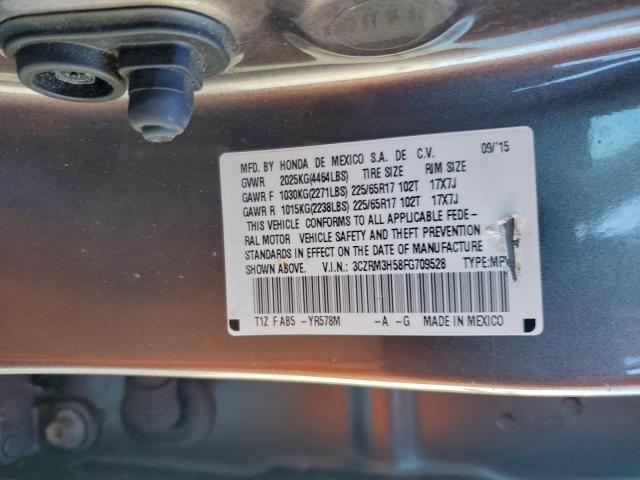 MFD. BY HONDA DE MEXICO S.A. DE C.V. 09/'15
GVWR 2025KG(4464LBS) TIRE SIZE RIM SIZE
GAWR F 1030KG(2271LBS) 225/65R17 102T 17X7J
GAWR R 1015KG(2238LBS) 225/65R17 102T 17X7J
THIS VEHICLE CONFORMS TO ALL APPLICABLE FEDE-
RAL MOTOR VEHICLE SAFETY AND THEFT PREVENTION
STANDARDS IN EFFECT ON THE DATE OF MANUFACTURE
SHOWN ABOVE. V.I.N.: 3CZRM3H58FG709528 TYPE:MPV
T1Z FAB5 -YR578M -A -G MADE IN MEXICO